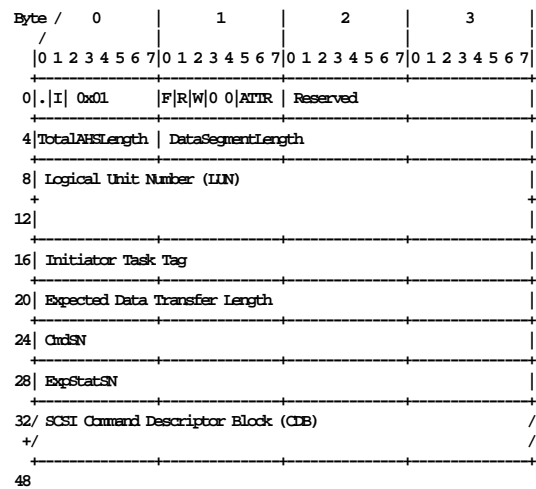 Byte / 0 | 1 | 2 | 3 |
/ | | | |
|0 1 2 3 4 5 6 7|0 1 2 3 4 5 6 7|0 1 2 3 4 5 6 7|0 1 2 3 4 5 6 7|
+---------------+---------------+---------------+---------------+
0|.|I| 0x01 |F|R|W|0 0|ATTR | Reserved |
+---------------+---------------+---------------+---------------+
4|TotalAHSLength | DataSegmentLength |
+---------------+---------------+---------------+---------------+
8| Logical Unit Number (LUN) |
+ +
12| |
+---------------+---------------+---------------+---------------+
16| Initiator Task Tag |
+---------------+---------------+---------------+---------------+
20| Expected Data Transfer Length |
+---------------+---------------+---------------+---------------+
24| CmdSN |
+---------------+---------------+---------------+---------------+
28| ExpStatSN |
+---------------+---------------+---------------+---------------+
32/ SCSI Command Descriptor Block (CDB) /
+/ /
+---------------+---------------+---------------+---------------+
48